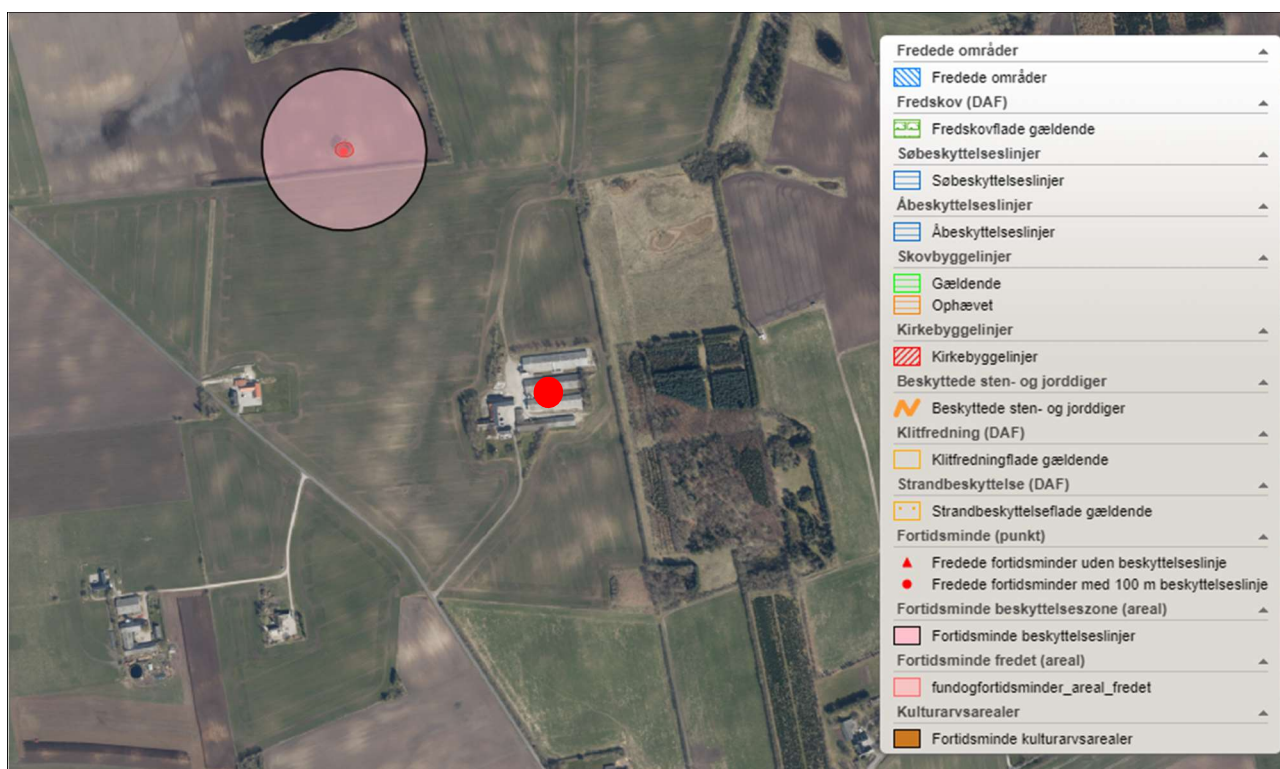 Fredede områder
Fredede områder
Fredskov (DAF)
Fredskovflade gældende
Søbeskyttelseslinjer
Søbeskyttelseslinjer
Åbeskyttelseslinjer
Åbeskyttelseslinjer
Skovbyggelinjer
Gældende
Ophævet
Kirkebyggelinjer
Kirkebyggelinjer
Beskyttede sten- og jorddiger
Beskyttede sten- og jorddiger
Klitfredning (DAF)
Klitfredningflade gældende
Strandbeskyttelse (DAF)
Strandbeskyttelseflade gældende
Fortidsminde (punkt)
Fredede fortidsminder uden beskyttelseslinje
Fredede fortidsminder med 100 m beskyttelseslinje
Fortidsminde beskyttelseszone (areal)
Fortidsminde beskyttelseslinjer
Fortidsminde fredet (areal)
fundogfortidsminder_areal_fredet
Kulturarvsarealer
Fortidsminde kulturarvsarealer